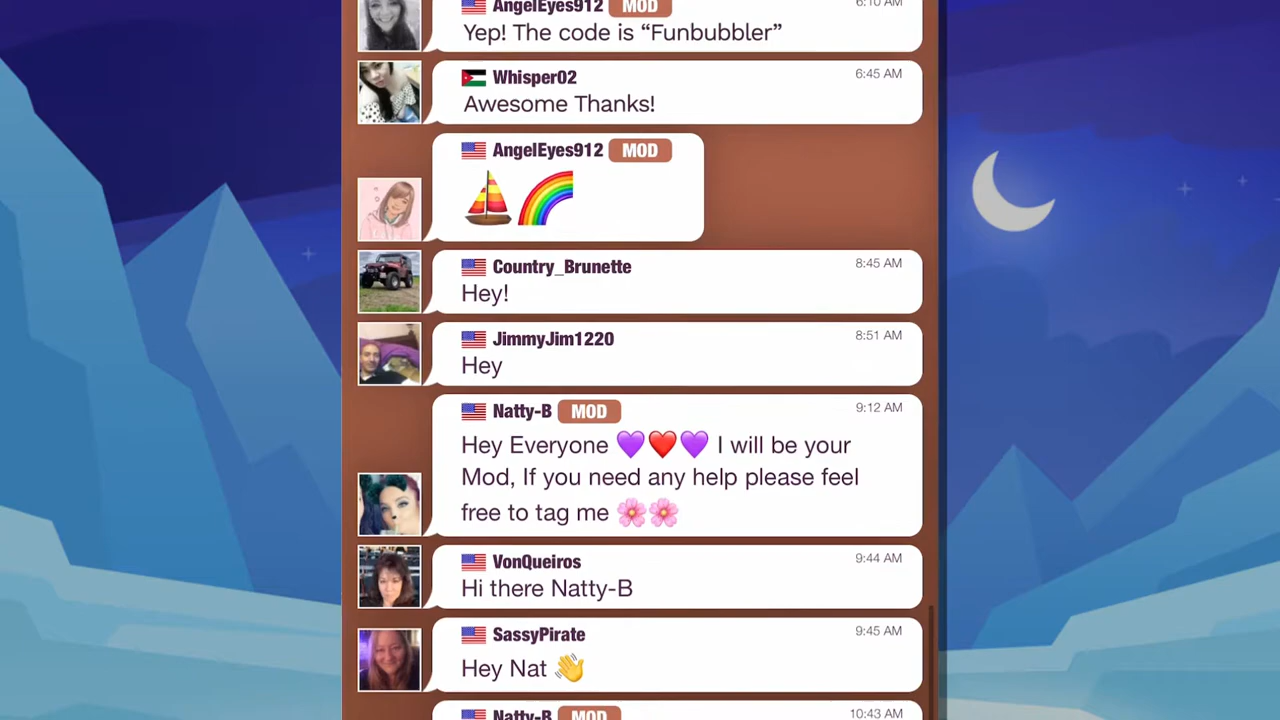 AngelEyes912 MOD 6:10 AM
Yep! The code is “Funbubbler”
Whisper02 6:45 AM
Awesome Thanks!
AngelEyes912 MOD
Country_Brunette 8:45 AM
Hey!
JimmyJim1220 8:51 AM
Hey
Natty-B MOD 9:12 AM
Hey Everyone 💜❤️💜 I will be your
Mod, If you need any help please feel
free to tag me 🌸🌸
VonQueiros 9:44 AM
Hi there Natty-B
SassyPirate 9:45 AM
Hey Nat 👋
Natty-B MOD 10:43 AM